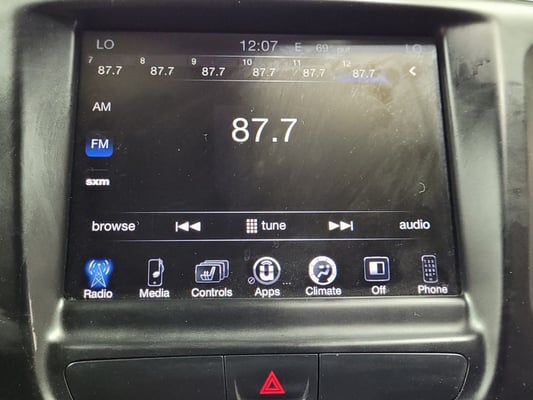 LO 12:07 E 69° out LO
7 87.7 8 87.7 9 87.7 10 87.7 11 87.7 12 87.7
AM
87.7
FM
sxm
browse tune audio
Radio Media Controls Apps Climate Off Phone